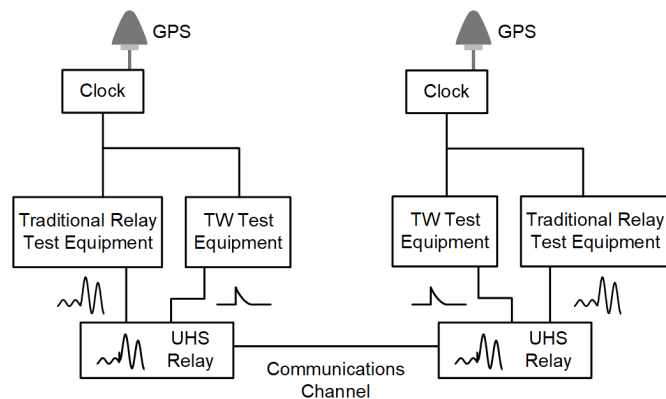 GPS
GPS
Clock
Clock
Traditional Relay
Test Equipment
TW Test
Equipment
TW Test
Equipment
Traditional Relay
Test Equipment
UHS
Relay
UHS
Relay
Communications
Channel